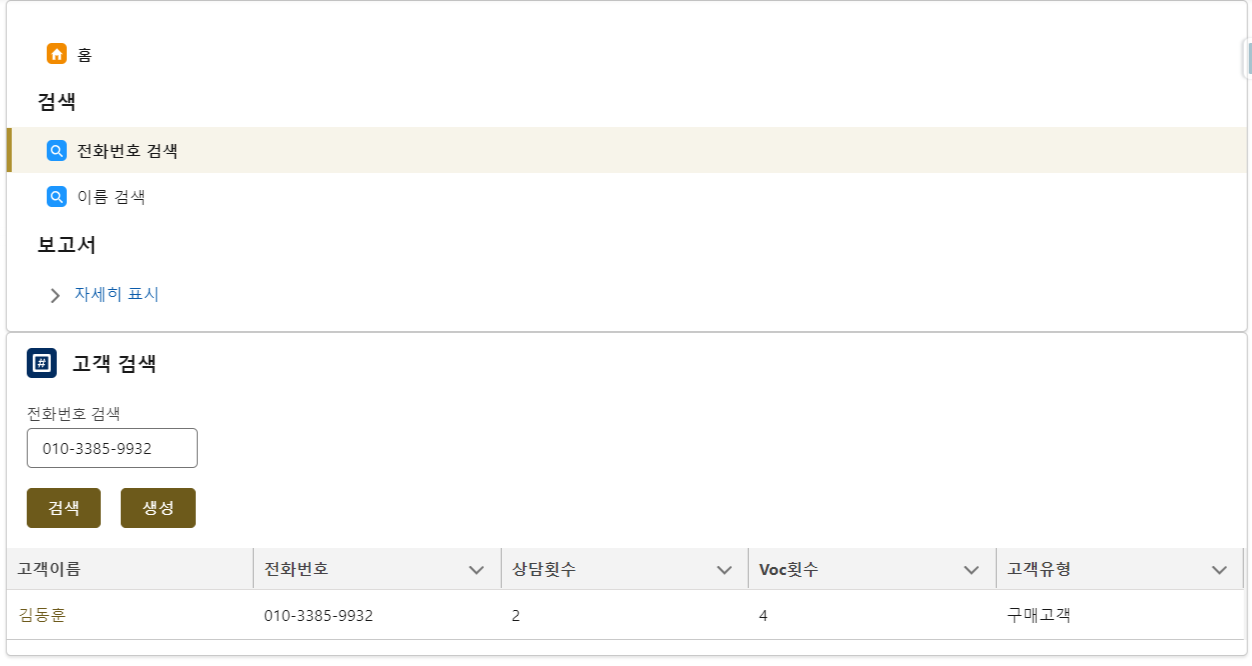 홈
검색
전화번호 검색
이름 검색
보고서
자세히 표시
# 고객 검색
전화번호 검색
010-3385-9932
검색 생성
고객이름 전화번호 상담횟수 Voc횟수 고객유형
김동훈 010-3385-9932 2 4 구매고객